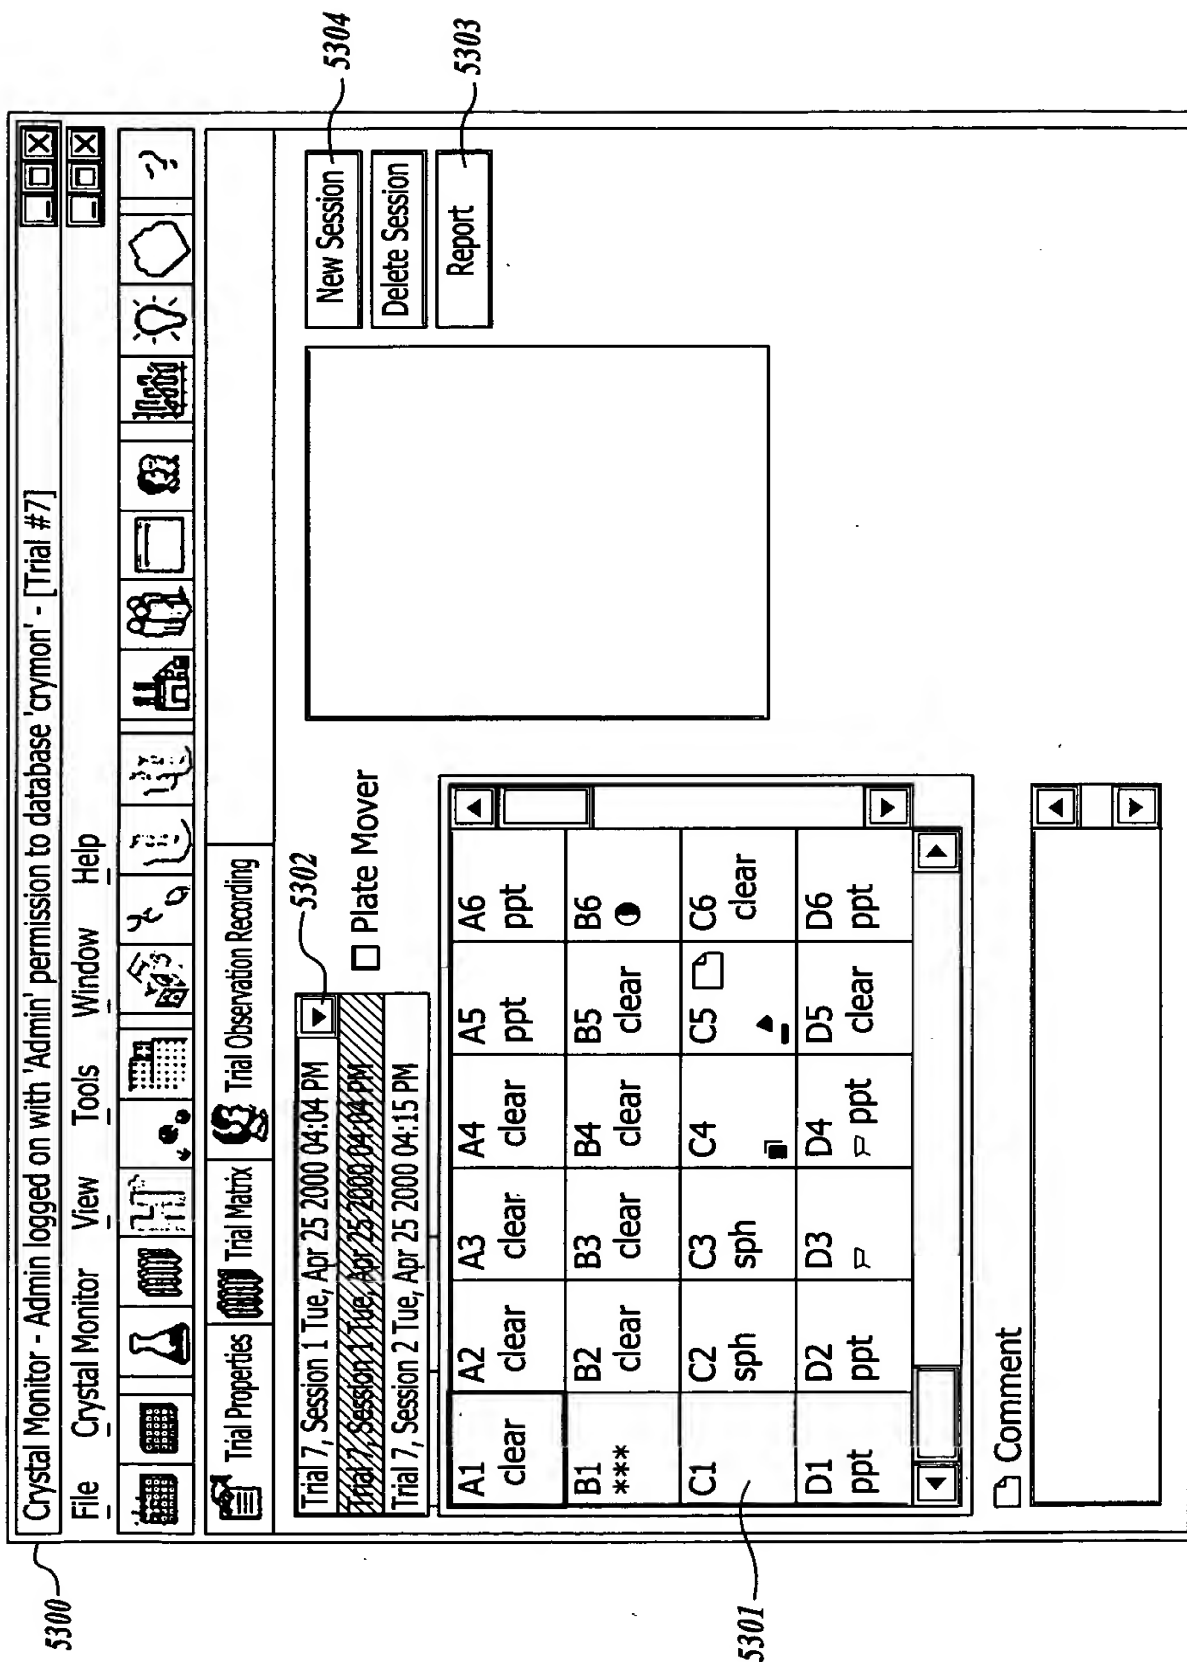 5300
Crystal Monitor - Admin logged on with 'Admin' permission to database 'crymon' - [Trial #7]
File Crystal Monitor View Tools Window Help
Trial Properties Trial Matrix Trial Observation Recording
Trial 7, Session 1 Tue, Apr 25 2000 04:04 PM
5302
Trial 7, Session 1 Tue, Apr 25 2000 04:04 PM
Trial 7, Session 2 Tue, Apr 25 2000 04:15 PM
Plate Mover
New Session
5304
Delete Session
Report
5303
A1 A2 A3 A4 A5 A6
clear clear clear clear ppt ppt
B1 B2 B3 B4 B5 B6
*** clear clear clear clear
C1 C2 C3 C4 C5 C6
sph sph clear
D1 D2 D3 D4 D5 D6
ppt ppt ppt clear ppt
5301
Comment